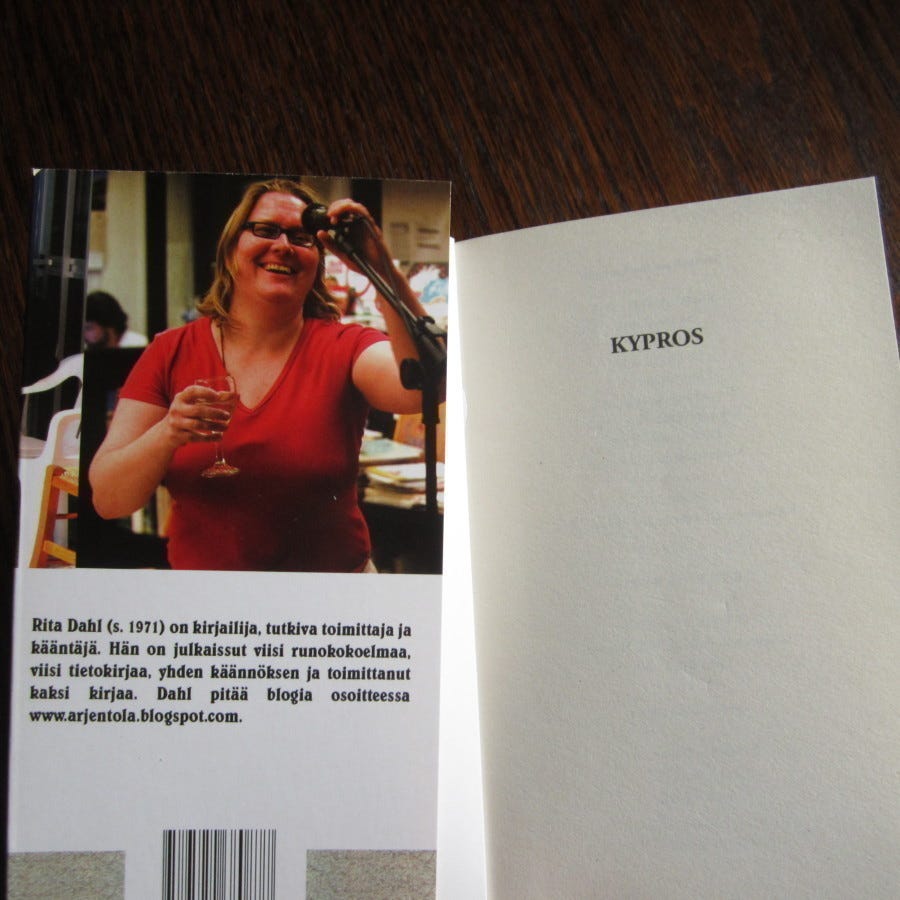 Rita Dahl (s. 1971) on kirjailija, tutkiva toimittaja ja
kääntäjä. Hän on julkaissut viisi runokokoelmaa,
viisi tietokirjaa, yhden käännöksen ja toimittanut
kaksi kirjaa. Dahl pitää blogia osoitteessa
www.arjentola.blogspot.com.
KYPROS